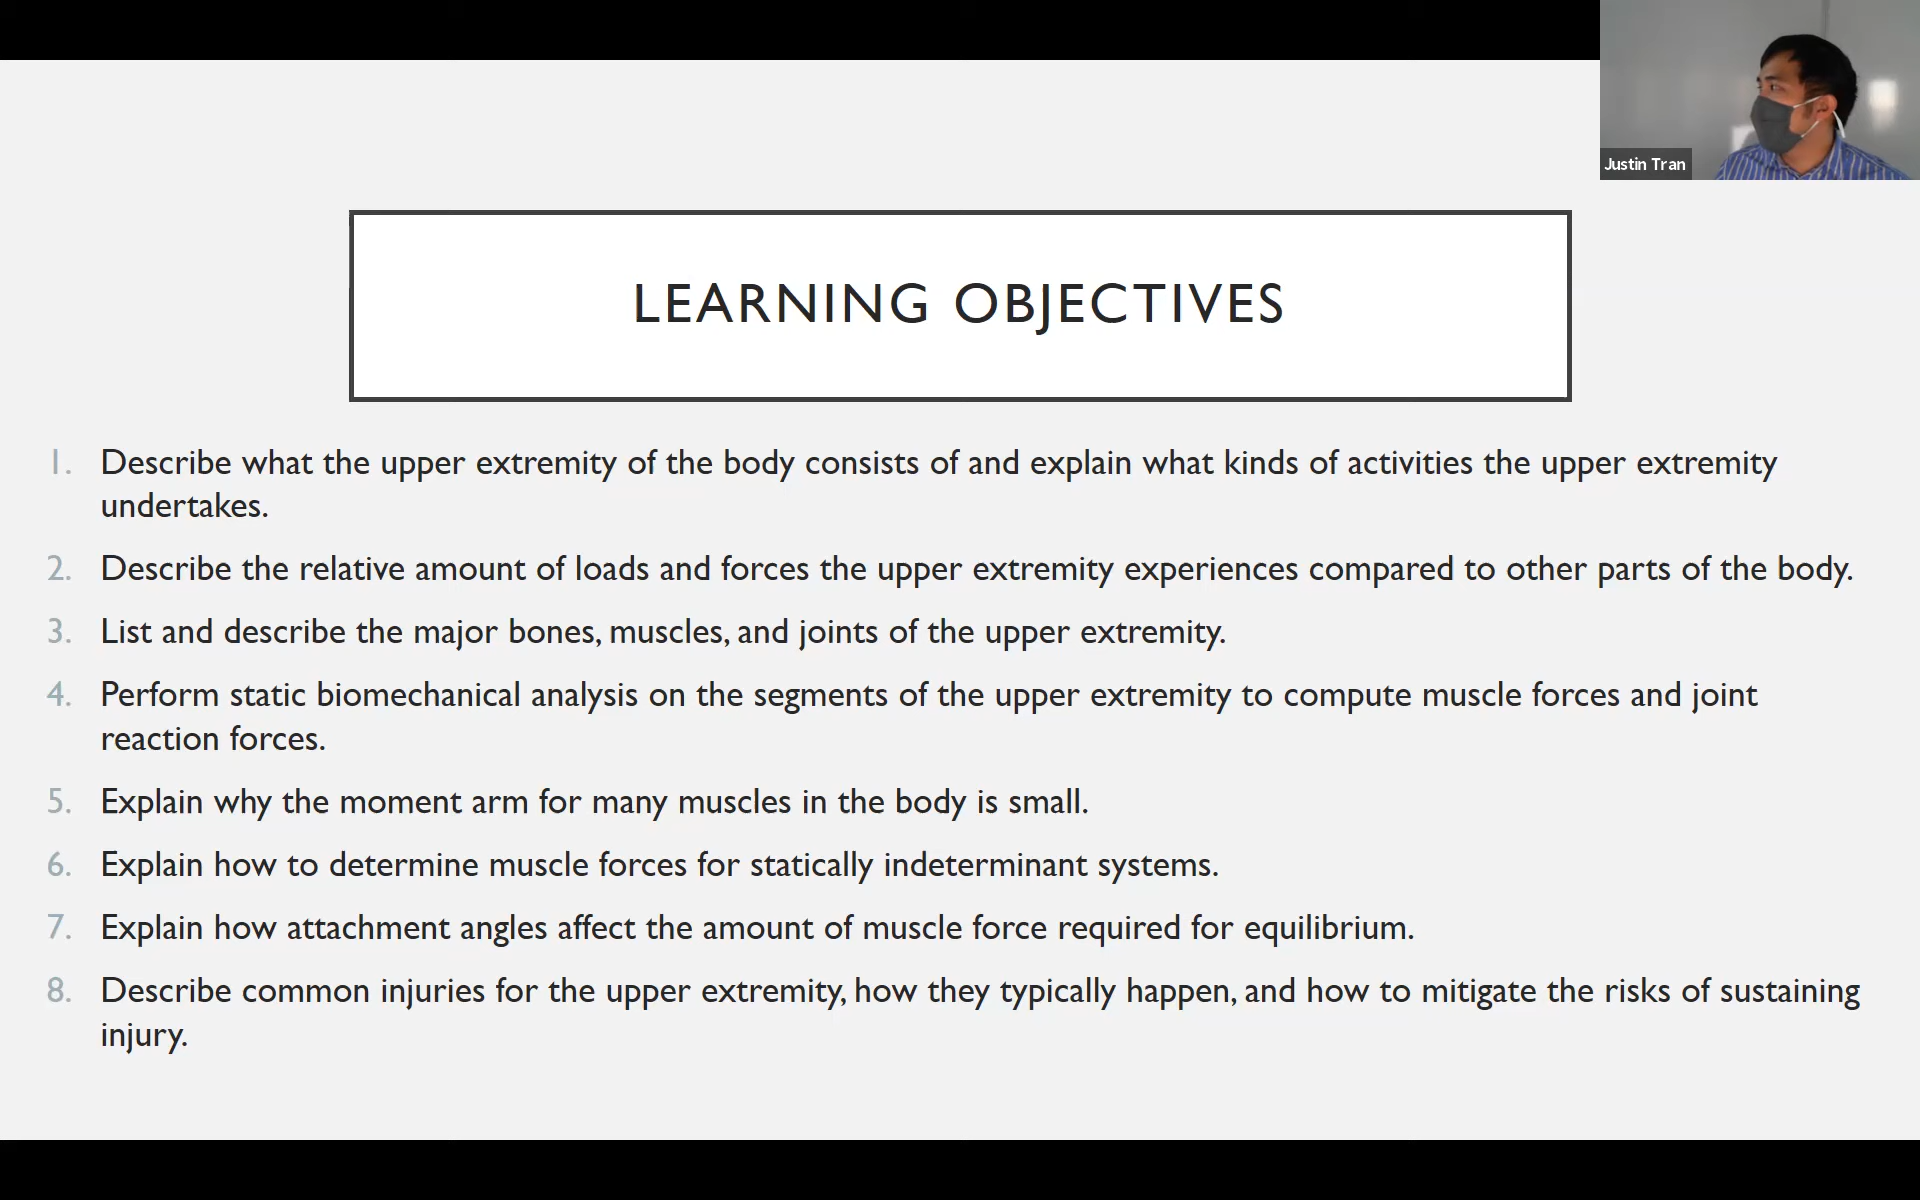 Justin Tran
LEARNING OBJECTIVES
1. Describe what the upper extremity of the body consists of and explain what kinds of activities the upper extremity
undertakes.
2. Describe the relative amount of loads and forces the upper extremity experiences compared to other parts of the body.
3. List and describe the major bones, muscles, and joints of the upper extremity.
4. Perform static biomechanical analysis on the segments of the upper extremity to compute muscle forces and joint
reaction forces.
5. Explain why the moment arm for many muscles in the body is small.
6. Explain how to determine muscle forces for statically indeterminant systems.
7. Explain how attachment angles affect the amount of muscle force required for equilibrium.
8. Describe common injuries for the upper extremity, how they typically happen, and how to mitigate the risks of sustaining
injury.